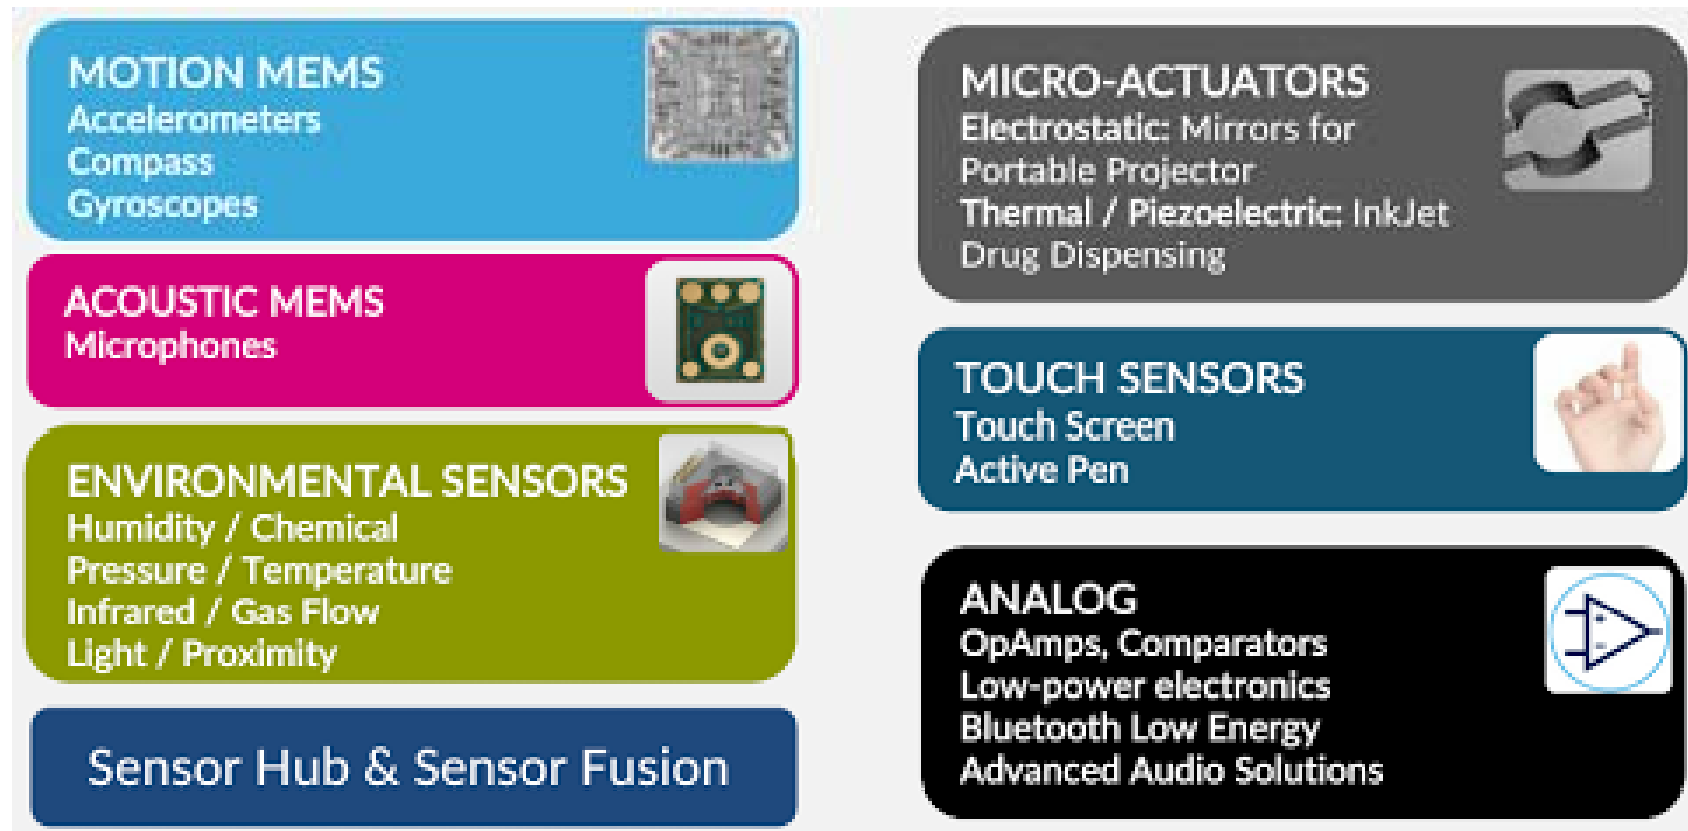 MOTION MEMS
Accelerometers
Compass
Gyroscopes
ACOUSTIC MEMS
Microphones
ENVIRONMENTAL SENSORS
Humidity / Chemical
Pressure / Temperature
Infrared / Gas Flow
Light / Proximity
Sensor Hub & Sensor Fusion
MICRO-ACTUATORS
Electrostatic: Mirrors for
Portable Projector
Thermal / Piezoelectric: InkJet
Drug Dispensing
TOUCH SENSORS
Touch Screen
Active Pen
ANALOG
OpAmps, Comparators
Low-power electronics
Bluetooth Low Energy
Advanced Audio Solutions